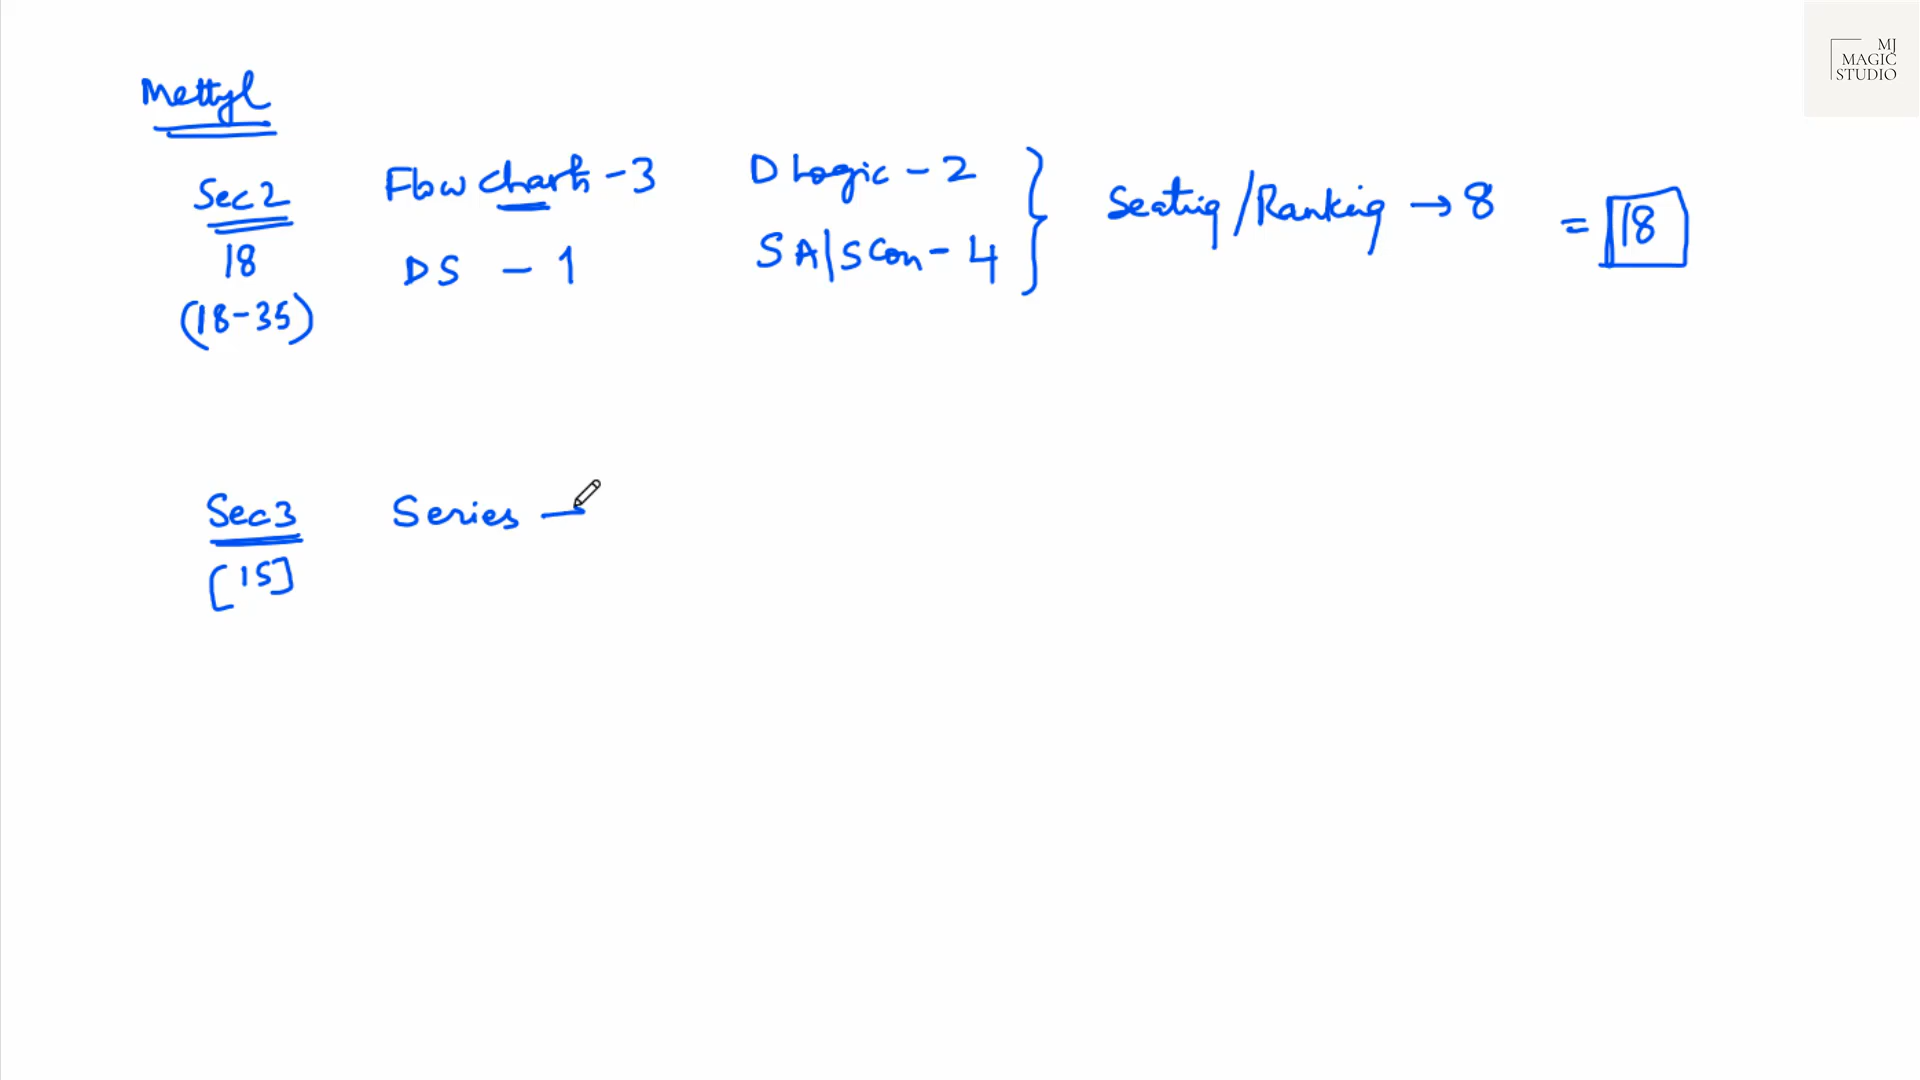 MJ
MAGIC
STUDIO
Mettyl
Sec 2
18
(18-35)
Flow charts - 3
DS - 1
D Logic - 2
SA/S Con - 4
}
Seating/Ranking → 8
= 18
Sec 3
[15]
Series -